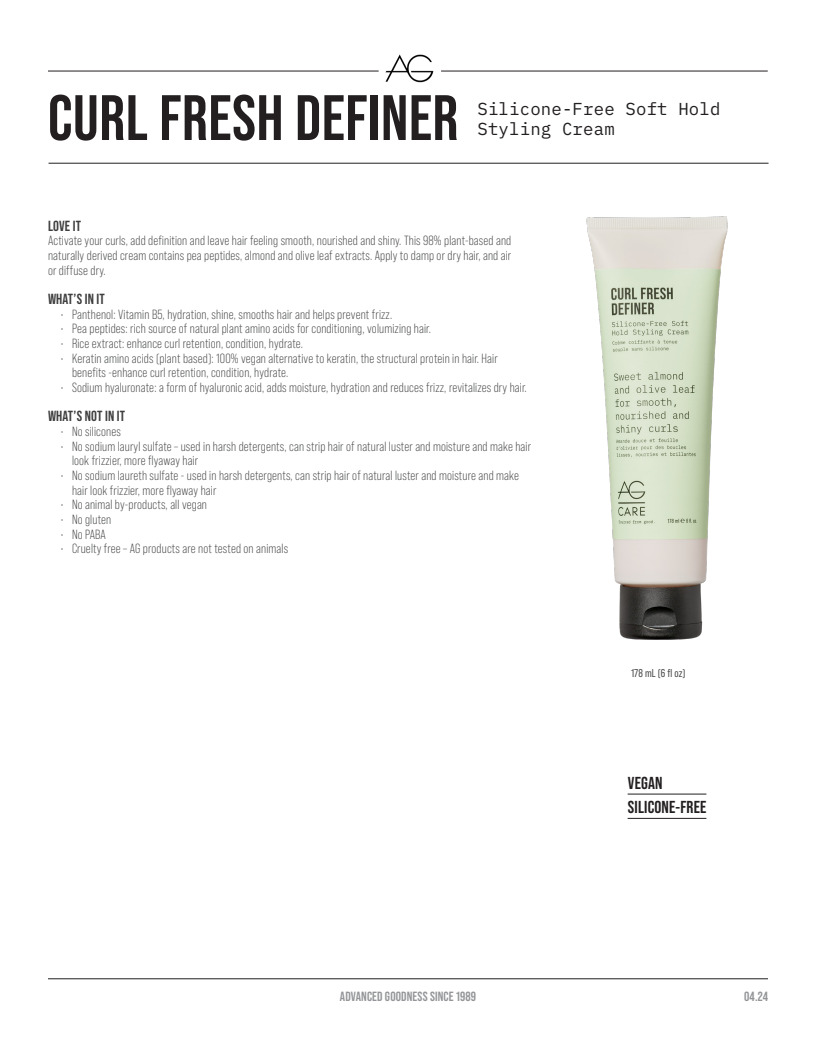 AG
CURL FRESH DEFINER
Silicone-Free Soft Hold
Styling Cream
LOVE IT
Activate your curls, add definition and leave hair feeling smooth, nourished and shiny. This 98% plant-based and
naturally derived cream contains pea peptides, almond and olive leaf extracts. Apply to damp or dry hair, and air
or diffuse dry.
WHAT'S IN IT
· Panthenol: Vitamin B5, hydration, shine, smooths hair and helps prevent frizz.
· Pea peptides: rich source of natural plant amino acids for conditioning, volumizing hair.
· Rice extract: enhance curl retention, condition, hydrate.
· Keratin amino acids (plant based): 100% vegan alternative to keratin, the structural protein in hair. Hair
benefits -enhance curl retention, condition, hydrate.
· Sodium hyaluronate: a form of hyaluronic acid, adds moisture, hydration and reduces frizz, revitalizes dry hair.
WHAT'S NOT IN IT
· No silicones
· No sodium lauryl sulfate – used in harsh detergents, can strip hair of natural luster and moisture and make hair
look frizzier, more flyaway hair
· No sodium laureth sulfate - used in harsh detergents, can strip hair of natural luster and moisture and make
hair look frizzier, more flyaway hair
· No animal by-products, all vegan
· No gluten
· No PABA
· Cruelty free – AG products are not tested on animals
CURL FRESH
DEFINER
Silicone-Free Soft
Hold Styling Cream
Crème coiffante à tenue
souple sans silicone
Sweet almond
and olive leaf
for smooth,
nourished and
shiny curls
Amande douce et feuille
d'olivier pour des boucles
lisses, nourries et brillantes
AG
CARE
178 ml ℮ 6 fl oz
178 mL (6 fl oz)
VEGAN
SILICONE-FREE
ADVANCED GOODNESS SINCE 1989
04.24